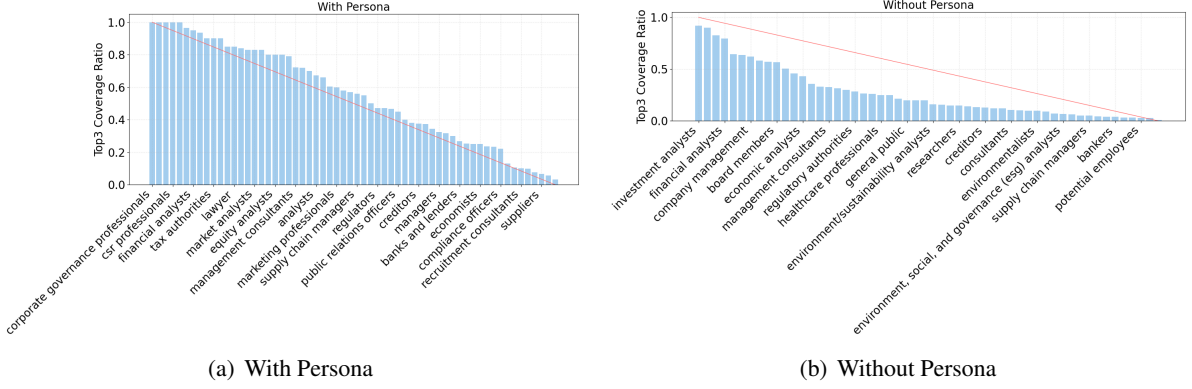 With Persona
Top3 Coverage Ratio
1.0
0.8
0.6
0.4
0.2
0.0
corporate governance professionals
csr professionals
financial analysts
tax authorities
lawyer
market analysts
equity analysts
management consultants
analysts
marketing professionals
supply chain managers
regulators
public relations officers
creditors
managers
banks and lenders
economists
compliance officers
recruitment consultants
suppliers
(a) With Persona
Without Persona
Top3 Coverage Ratio
1.0
0.5
0.0
investment analysts
financial analysts
company management
board members
economic analysts
management consultants
regulatory authorities
healthcare professionals
general public
environment/sustainability analysts
researchers
creditors
consultants
environmentalists
environment, social, and governance (esg) analysts
supply chain managers
bankers
potential employees
(b) Without Persona